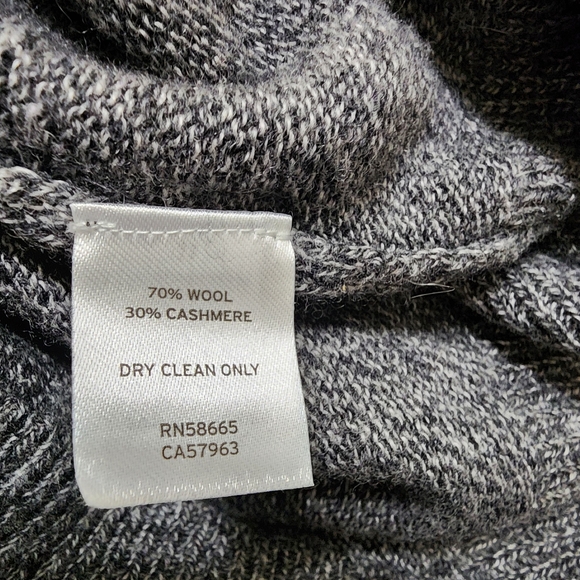 70% WOOL
30% CASHMERE
DRY CLEAN ONLY
RN58665
CA57963